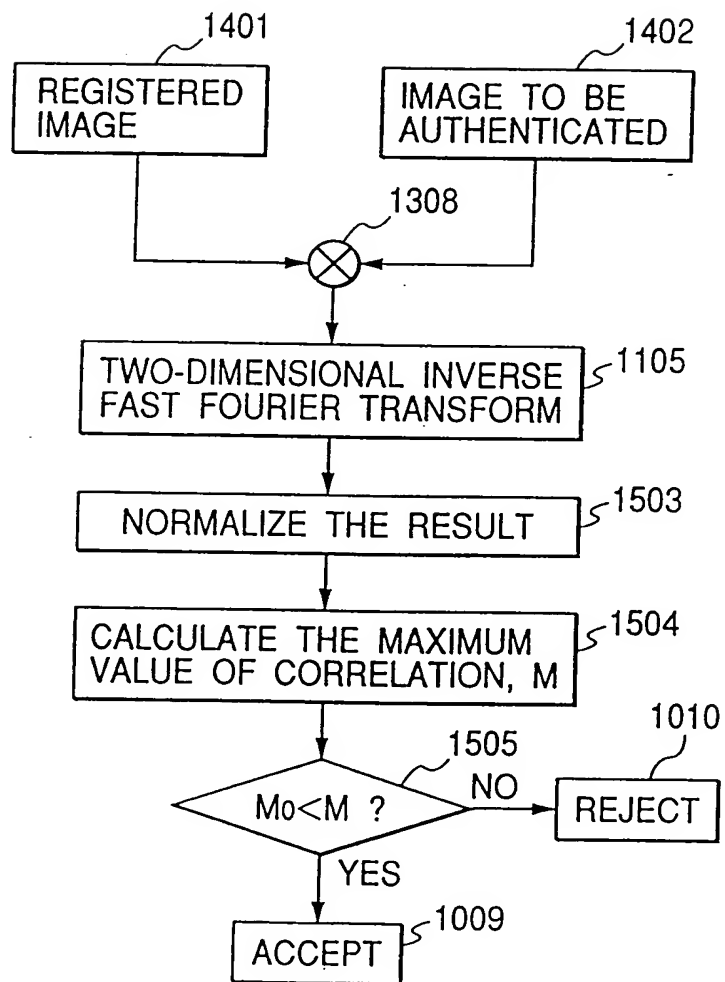 1401
1402
REGISTERED
IMAGE
IMAGE TO BE
AUTHENTICATED
1308
TWO-DIMENSIONAL INVERSE
FAST FOURIER TRANSFORM
1105
NORMALIZE THE RESULT
1503
CALCULATE THE MAXIMUM
VALUE OF CORRELATION, M
1504
1505
1010
Mo<M ?
NO
REJECT
YES
1009
ACCEPT